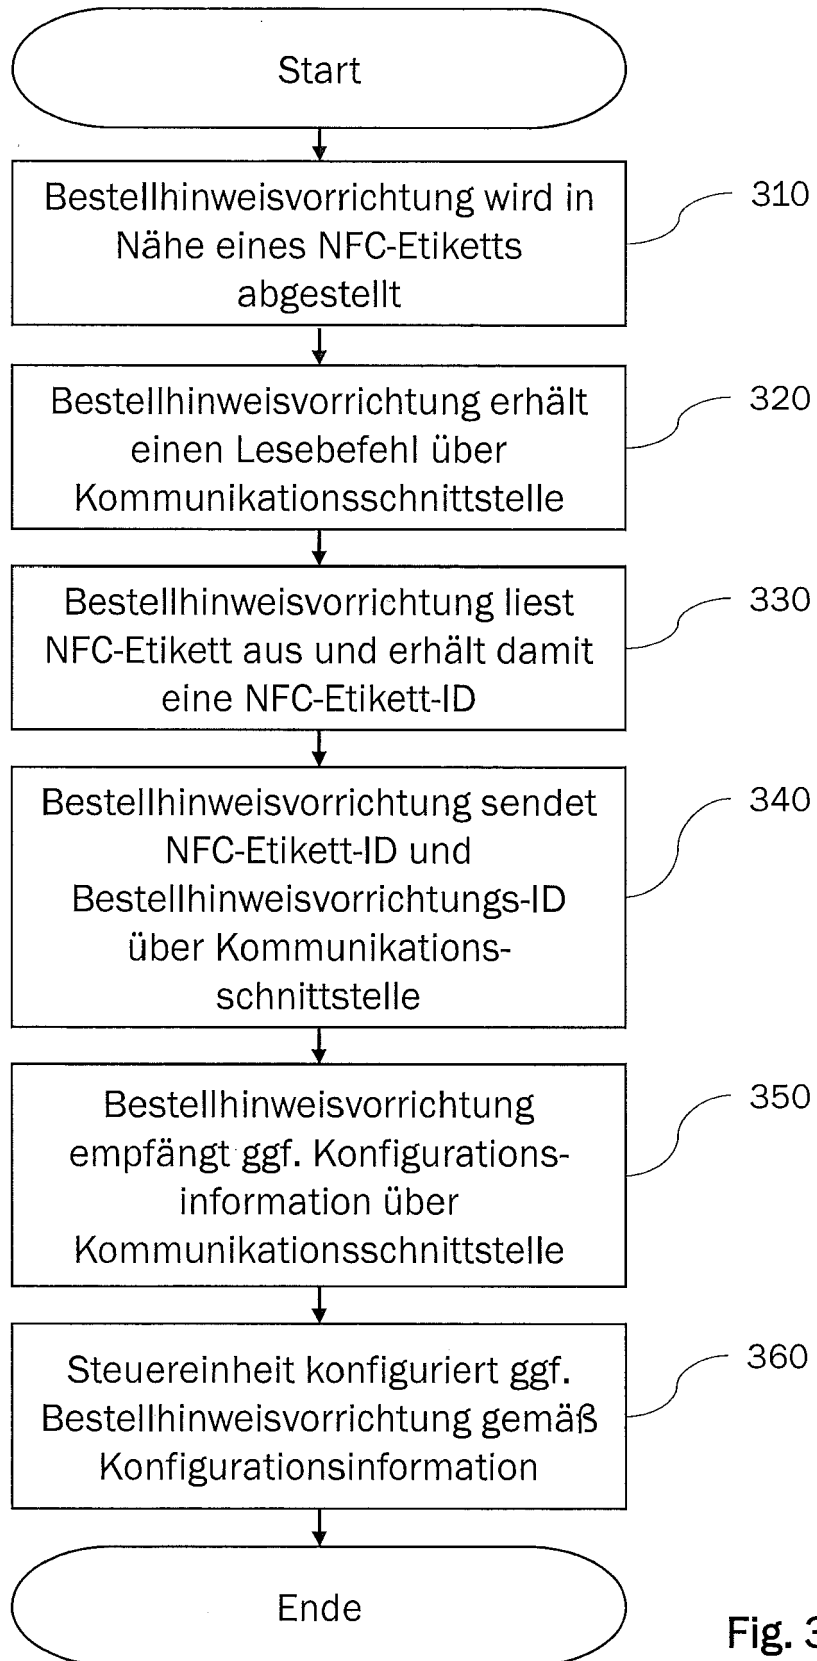 Start
Bestellhinweisvorrichtung wird in
Nähe eines NFC-Etiketts
abgestellt
310
Bestellhinweisvorrichtung erhält
einen Lesebefehl über
Kommunikationsschnittstelle
320
Bestellhinweisvorrichtung liest
NFC-Etikett aus und erhält damit
eine NFC-Etikett-ID
330
Bestellhinweisvorrichtung sendet
NFC-Etikett-ID und
Bestellhinweisvorrichtungs-ID
über Kommunikations-
schnittstelle
340
Bestellhinweisvorrichtung
empfängt ggf. Konfigurations-
information über
Kommunikationsschnittstelle
350
Steuereinheit konfiguriert ggf.
Bestellhinweisvorrichtung gemäß
Konfigurationsinformation
360
Ende
Fig. 3